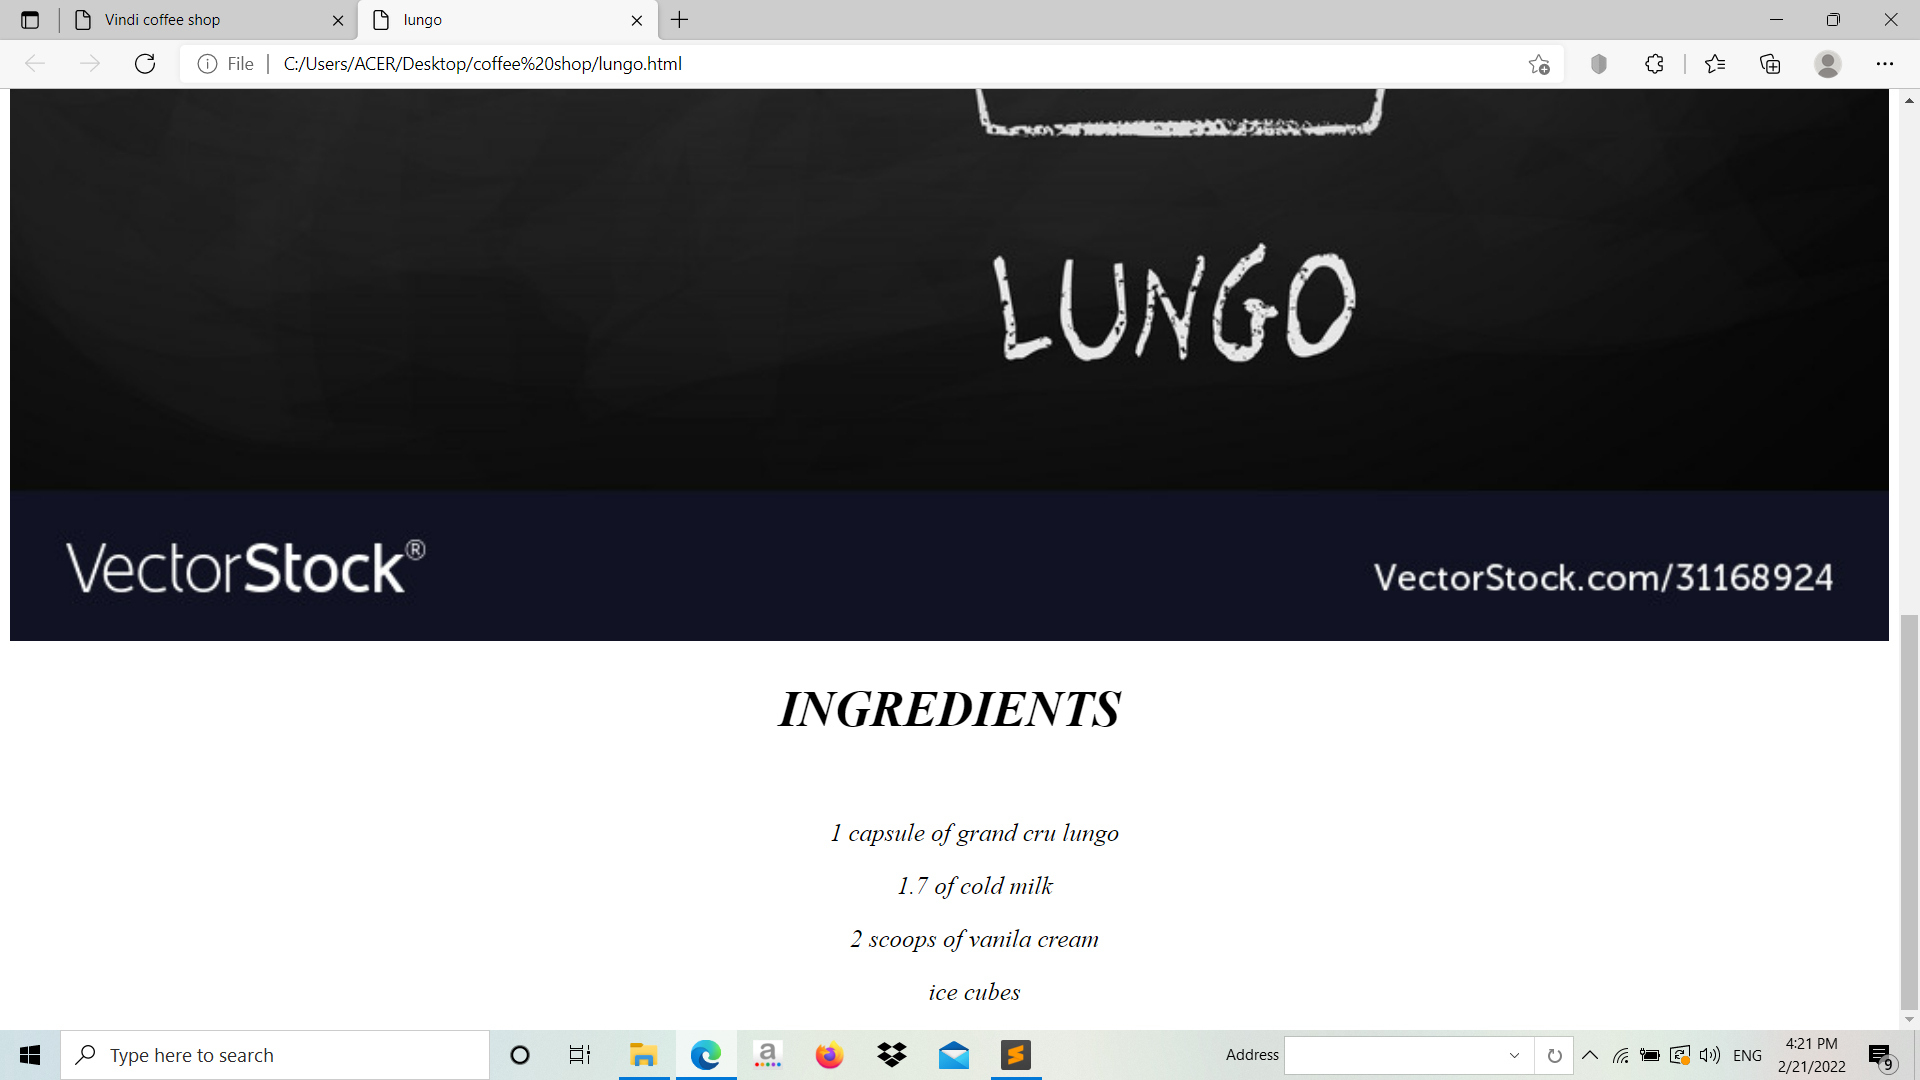 Vindi coffee shop
lungo
File
C:/Users/ACER/Desktop/coffee%20shop/lungo.html
LUNGO
VectorStock®
VectorStock.com/31168924
INGREDIENTS
1 capsule of grand cru lungo
1.7 of cold milk
2 scoops of vanila cream
ice cubes
Type here to search
a
Address
ENG
4:21 PM
2/21/2022
9